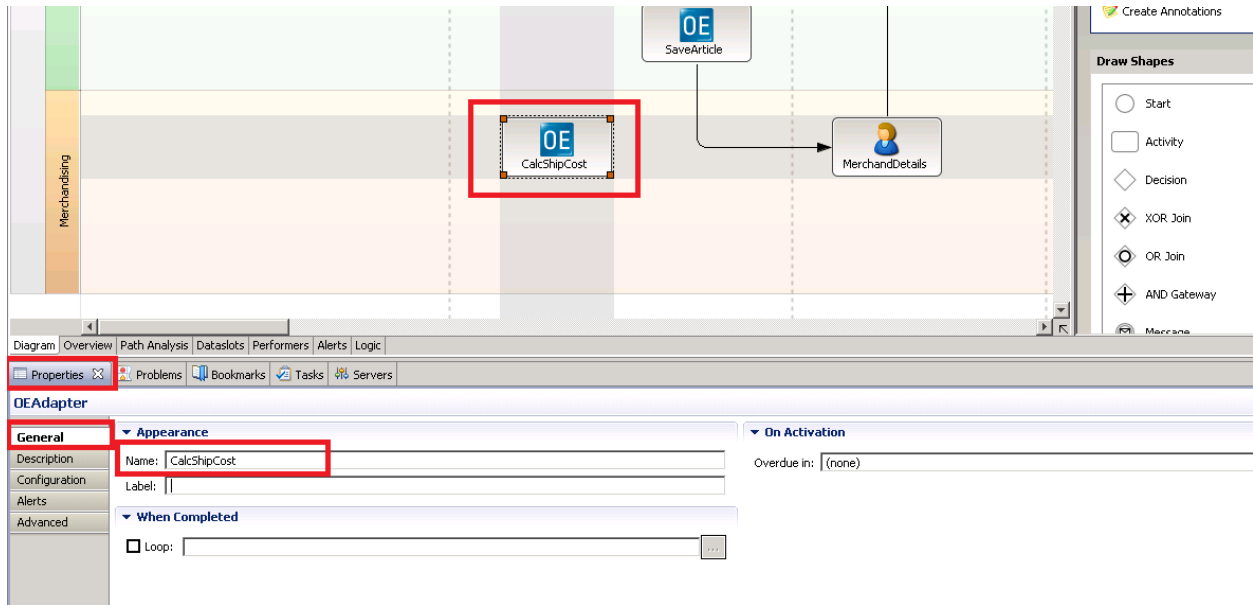 Create Annotations
OE
SaveArticle
Draw Shapes
Start
Activity
Decision
XOR Join
OR Join
AND Gateway
Message
Merchandising
OE
CalcShipCost
MerchandDetails
Diagram Overview Path Analysis Dataslots Performers Alerts Logic
Properties Problems Bookmarks Tasks Servers
OEAdapter
General
Description
Configuration
Alerts
Advanced
Appearance
Name: CalcShipCost
Label:
When Completed
Loop:
...
On Activation
Overdue in: (none)